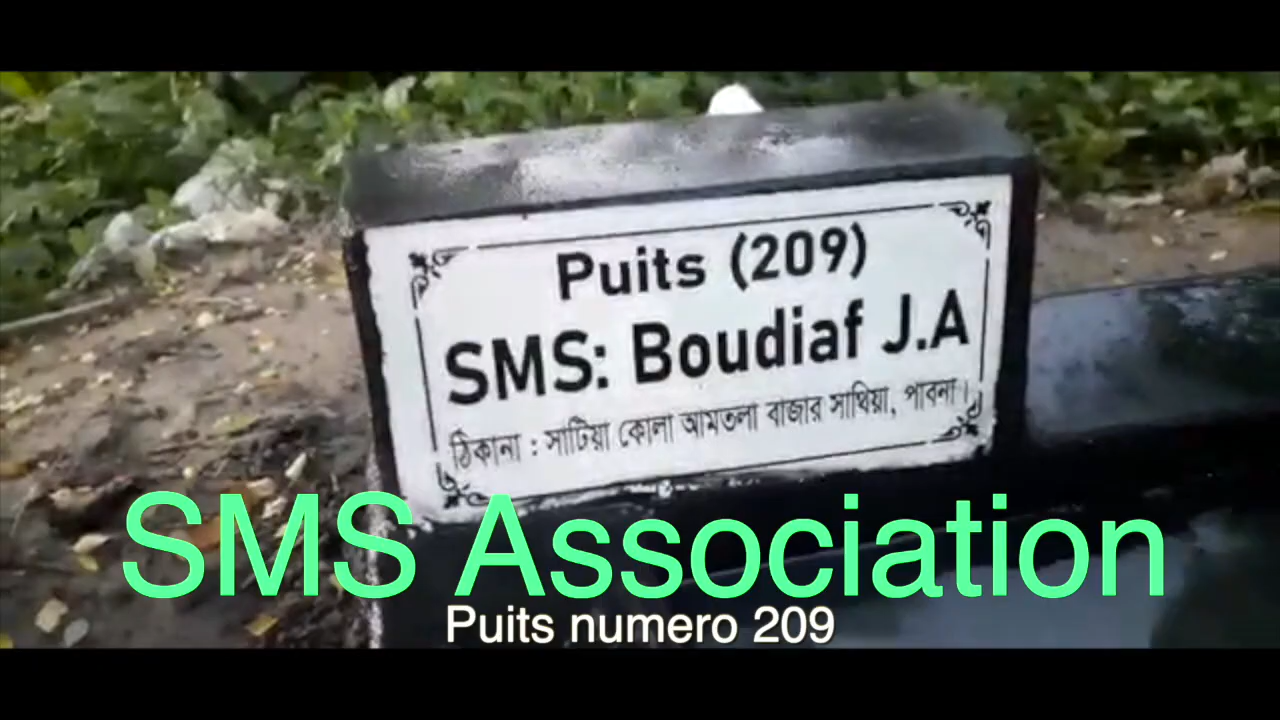 Puits (209)
SMS: Boudiaf J.A
ঠিকানা : সাটিয়া কোলা আমতলা বাজার সাথিয়া, পাবনা।
SMS Association
Puits numero 209